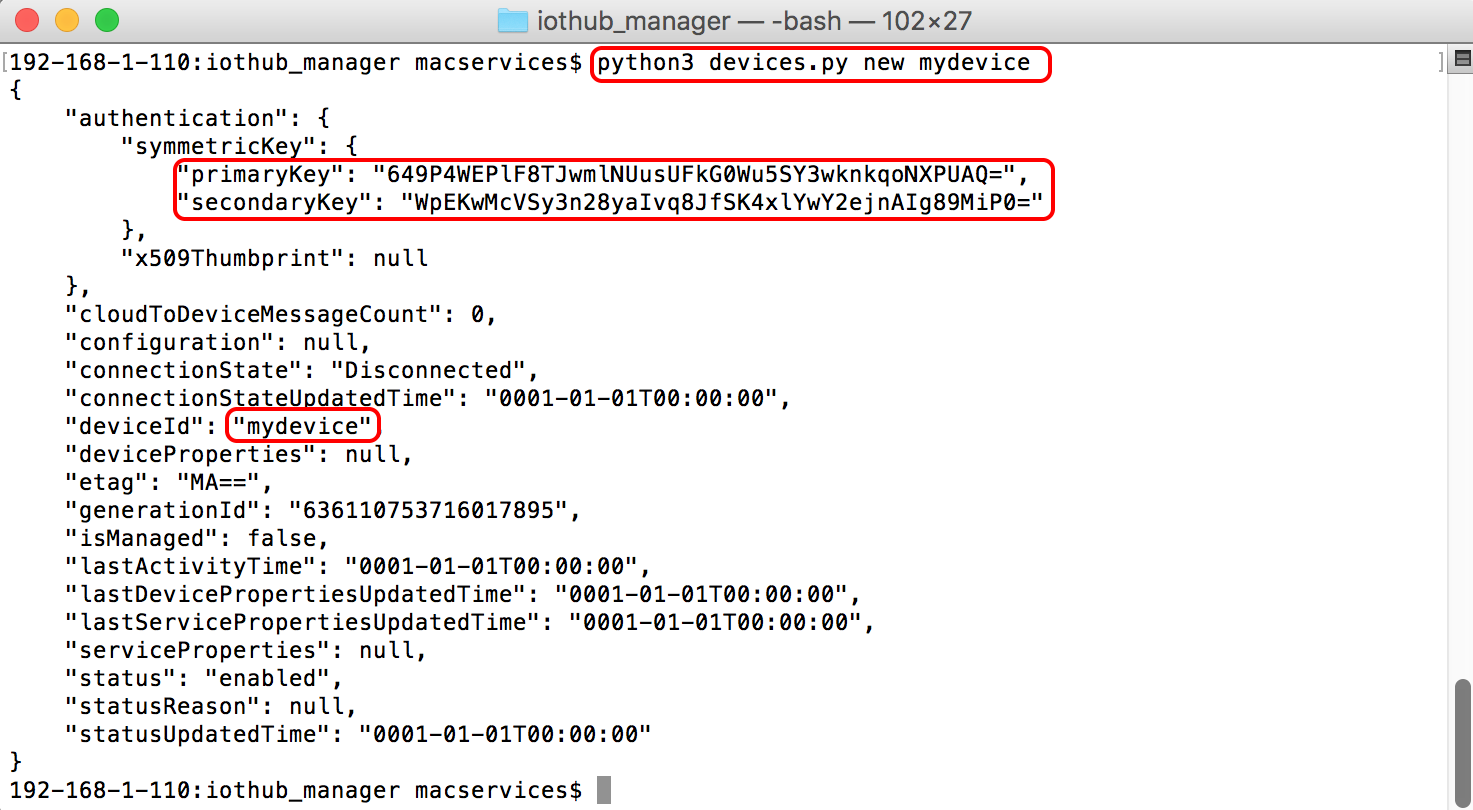 iothub_manager — -bash — 102×27
[192-168-1-110:iothub_manager macservices$ python3 devices.py new mydevice ]
{
    "authentication": {
        "symmetricKey": {
            "primaryKey": "649P4WEPlF8TJwmlNUusUFkG0Wu5SY3wknkqoNXPUAQ=",
            "secondaryKey": "WpEKwMcVSy3n28yaIvq8JfSK4xlYwY2ejnAIg89MiP0="
        },
        "x509Thumbprint": null
    },
    "cloudToDeviceMessageCount": 0,
    "configuration": null,
    "connectionState": "Disconnected",
    "connectionStateUpdatedTime": "0001-01-01T00:00:00",
    "deviceId": "mydevice"
    "deviceProperties": null,
    "etag": "MA==",
    "generationId": "636110753716017895",
    "isManaged": false,
    "lastActivityTime": "0001-01-01T00:00:00",
    "lastDevicePropertiesUpdatedTime": "0001-01-01T00:00:00",
    "lastServicePropertiesUpdatedTime": "0001-01-01T00:00:00",
    "serviceProperties": null,
    "status": "enabled",
    "statusReason": null,
    "statusUpdatedTime": "0001-01-01T00:00:00"
}
192-168-1-110:iothub_manager macservices$